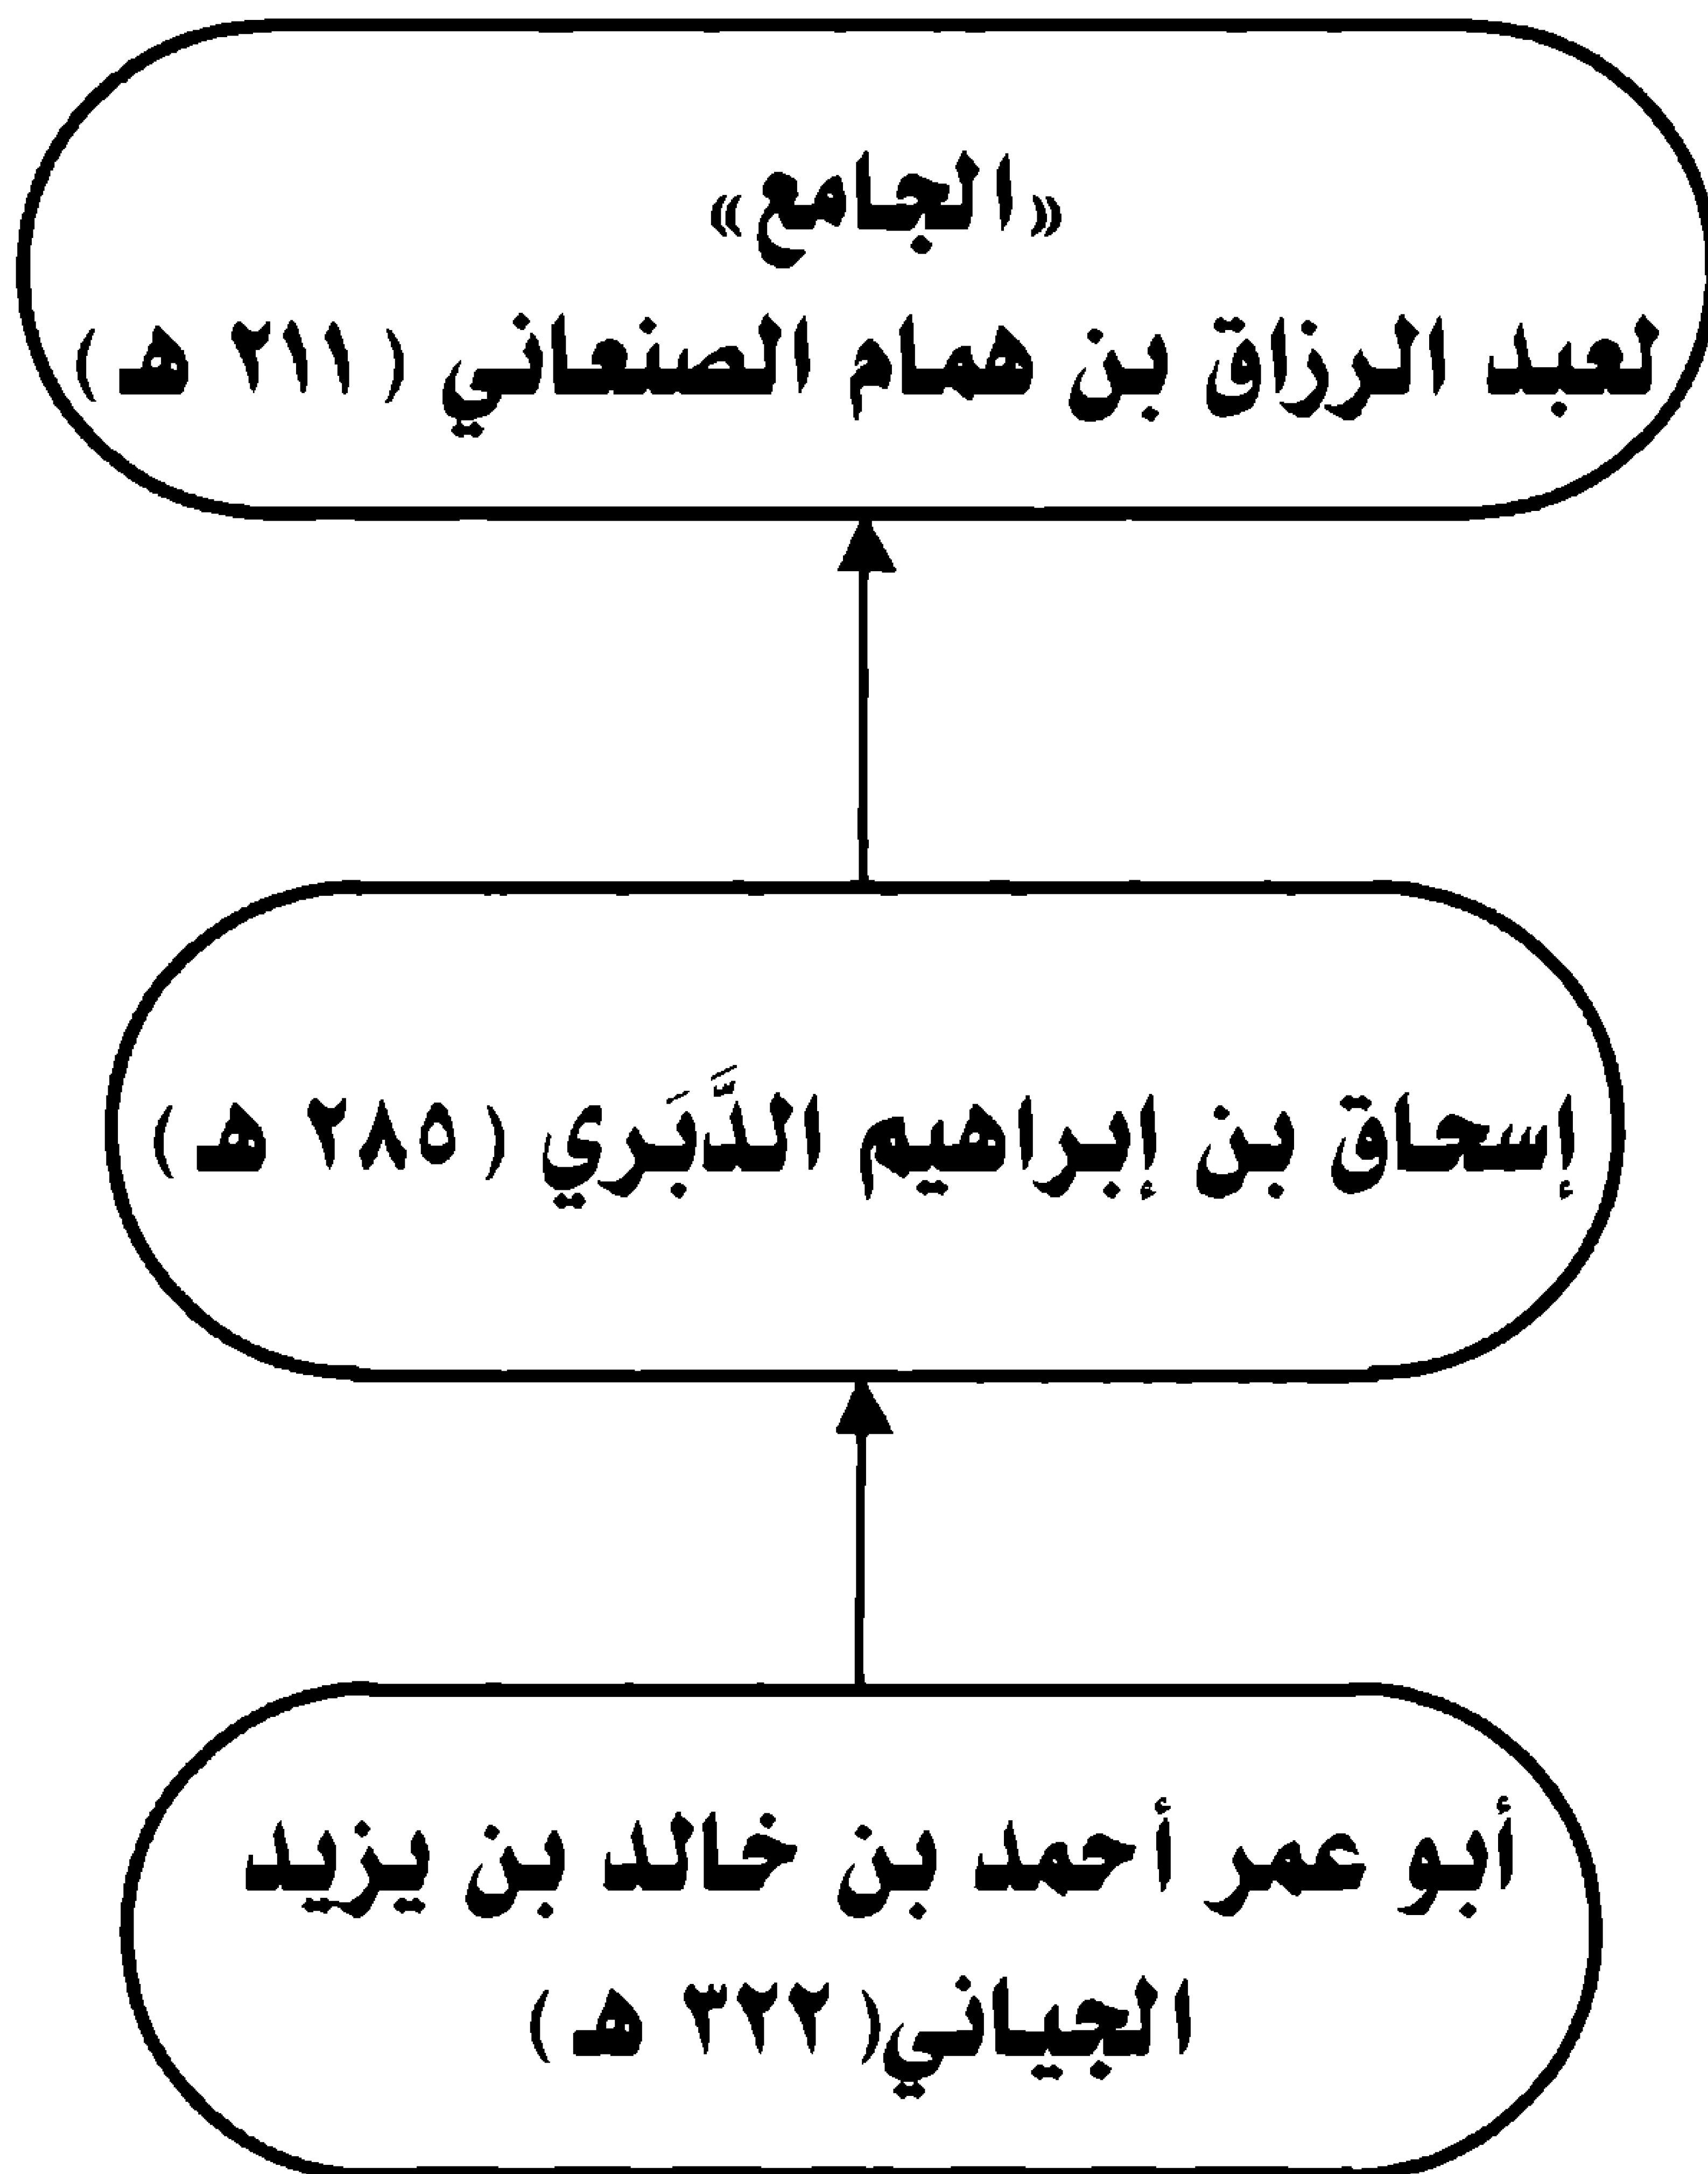 «الجامع»
لعبد الرزاق بن همام الصنعاني (٢١١ هـ)
إسحاق بن إبراهيم الدَّبَري (٢٨٥ هـ)
أبو عمر أحمد بن خالد بن يزيد
الجياني (٣٢٢ هـ)